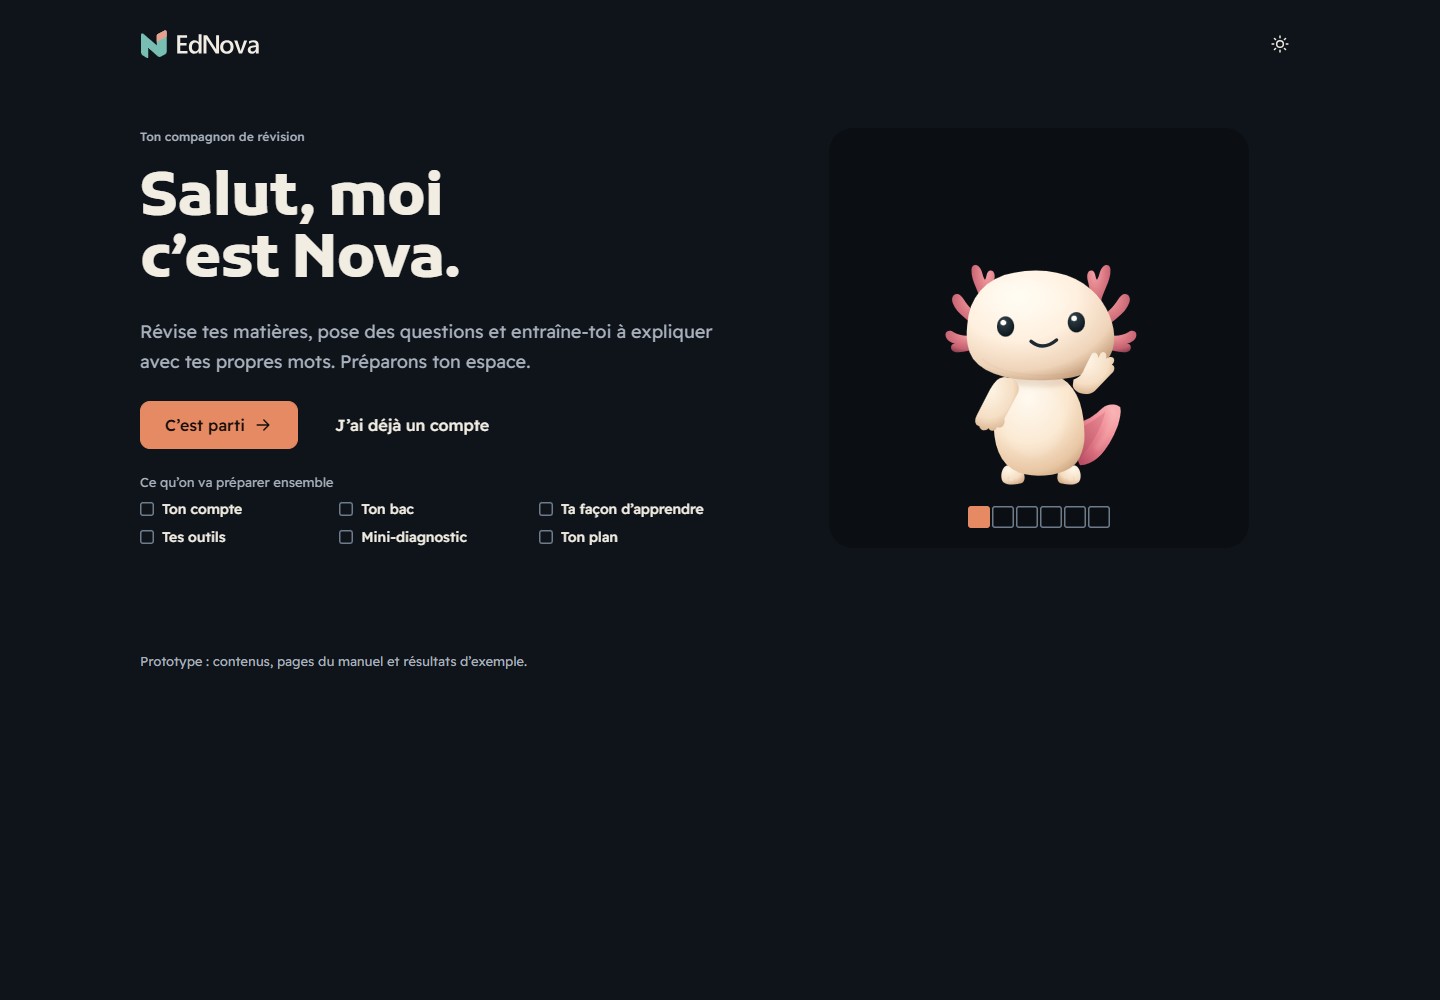 EdNova
Ton compagnon de révision
Salut, moi
c’est Nova.
Révise tes matières, pose des questions et entraîne-toi à expliquer
avec tes propres mots. Préparons ton espace.
C’est parti →
J’ai déjà un compte
Ce qu’on va préparer ensemble
Ton compte
Ton bac
Ta façon d’apprendre
Tes outils
Mini-diagnostic
Ton plan
Prototype : contenus, pages du manuel et résultats d’exemple.